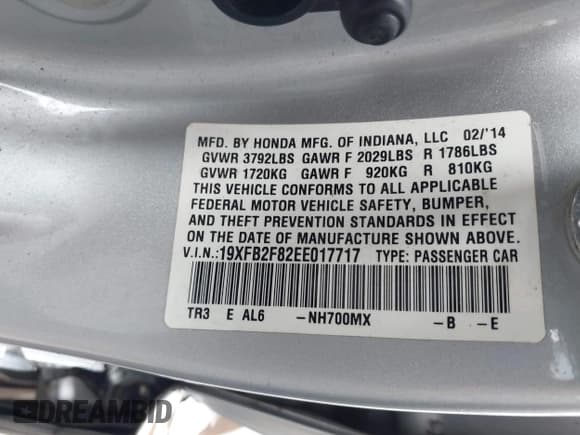 MFD. BY HONDA MFG. OF INDIANA, LLC 02/'14
GVWR 3792LBS GAWR F 2029LBS R 1786LBS
GVWR 1720KG GAWR F 920KG R 810KG
THIS VEHICLE CONFORMS TO ALL APPLICABLE
FEDERAL MOTOR VEHICLE SAFETY, BUMPER,
AND THEFT PREVENTION STANDARDS IN EFFECT
ON THE DATE OF MANUFACTURE SHOWN ABOVE.
V.I.N.:19XFB2F82EE017717 TYPE: PASSENGER CAR
TR3 E AL6 -NH700MX -B -E
DREAMBID